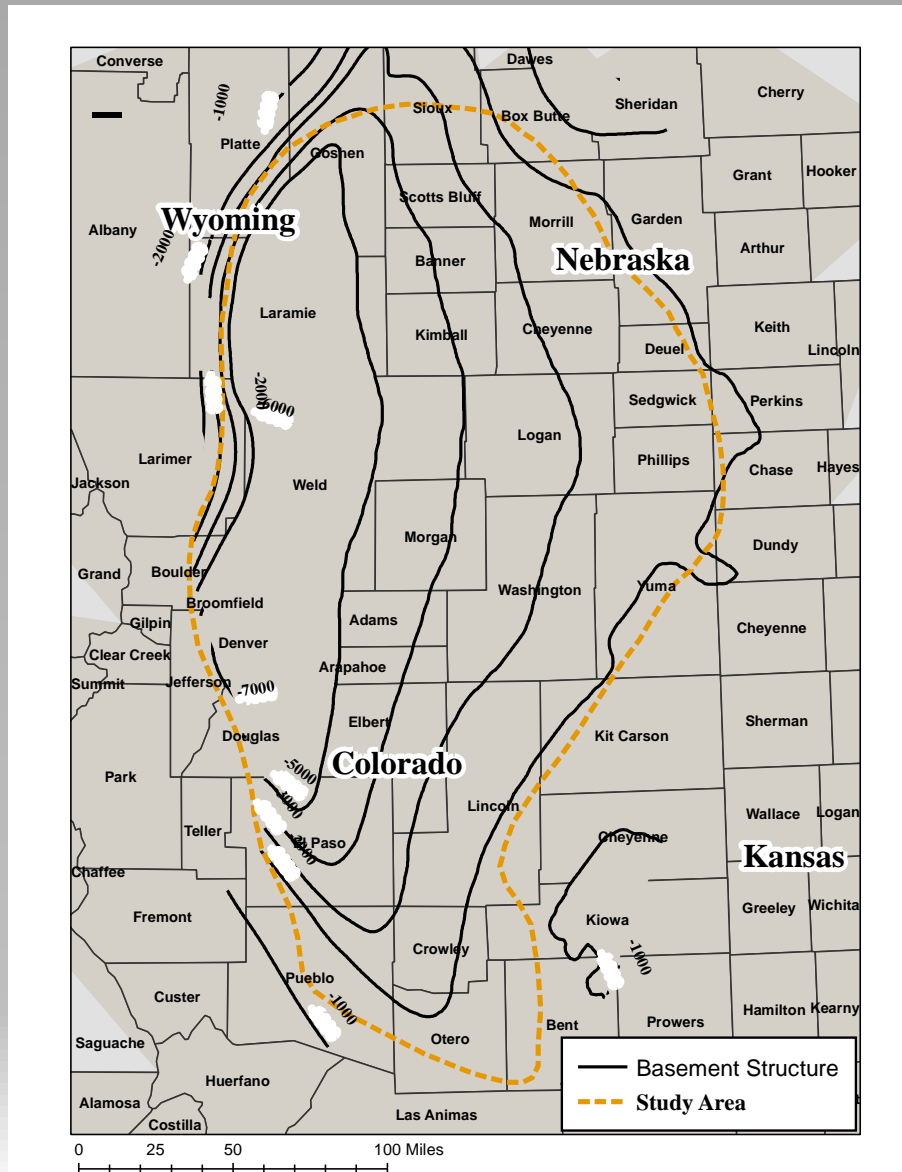 Converse
Dawes
Cherry
Sheridan
-1000
Sioux
Box Butte
Platte
Goshen
Grant
Hooker
Scotts Bluff
Wyoming
Morrill
Garden
Albany
-2000
Arthur
Banner
Nebraska
Laramie
Keith
Kimball
Cheyenne
Deuel
Lincoln
-2000
Sedgwick
Perkins
Logan
Larimer
Phillips
Chase
Hayes
Jackson
Weld
Morgan
Dundy
Grand
Boulder
Yuma
Washington
Broomfield
Gilpin
Adams
Cheyenne
Denver
Clear Creek
Arapahoe
Summit
Jefferson
-7000
Elbert
Sherman
Douglas
Kit Carson
Colorado
-5000
Park
Lincoln
Wallace
Logan
Teller
El Paso
Cheyenne
Kansas
Chaffee
Greeley
Wichita
Fremont
Kiowa
Crowley
-1000
Pueblo
Custer
-1000
Hamilton
Kearny
Bent
Prowers
Saguache
Otero
Huerfano
Basement Structure
Study Area
Alamosa
Las Animas
Costilla
0 25 50 100 Miles